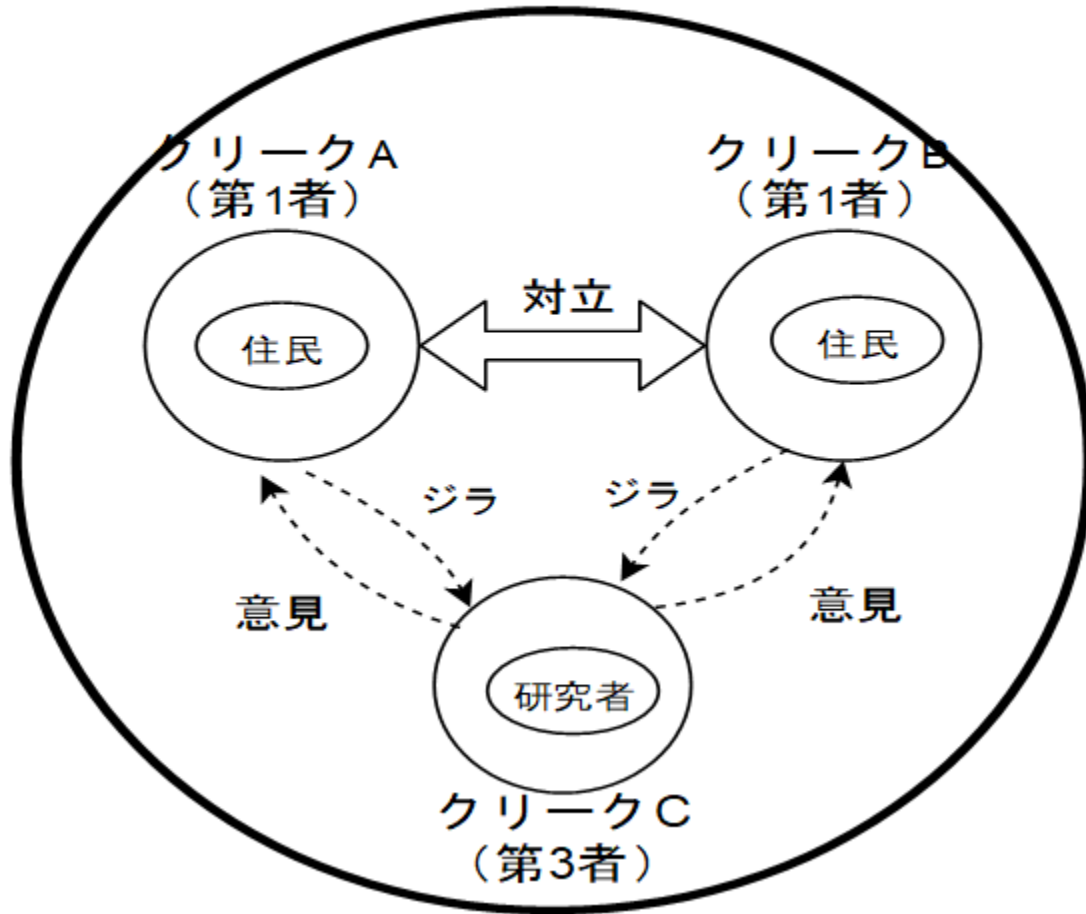 クリークA
(第1者)
クリークB
(第1者)
対立
住民
住民
ジラ
ジラ
意見
意見
研究者
クリークC
(第3者)